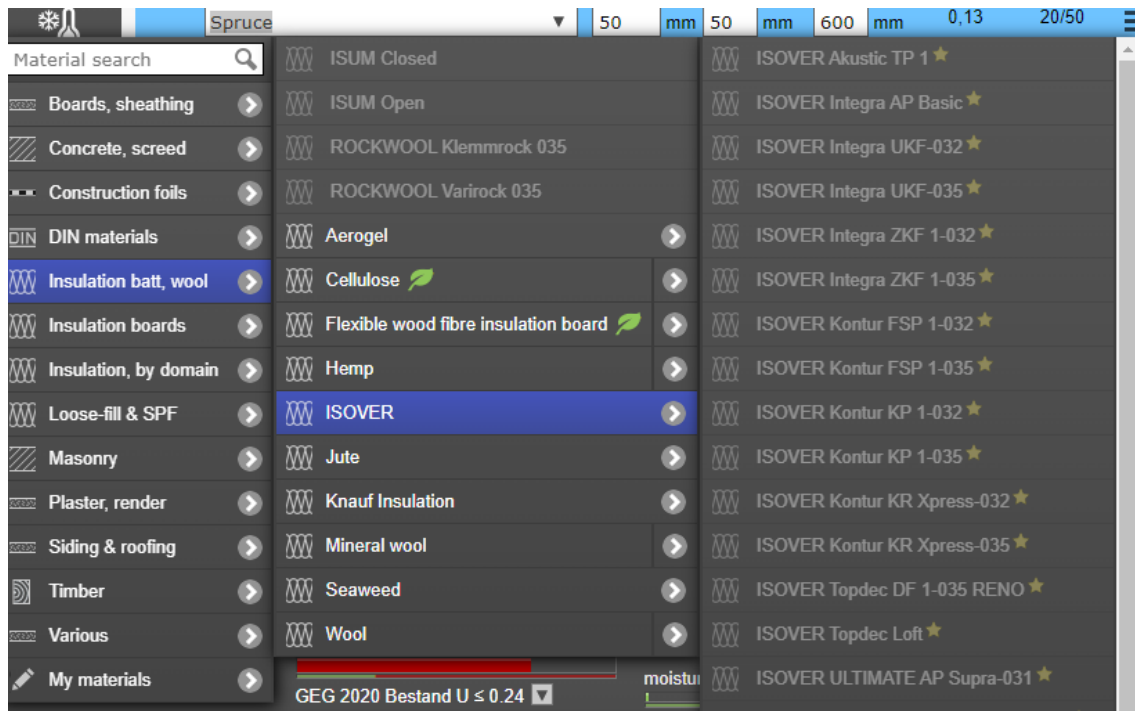 Spruce 50 mm 50 mm 600 mm 0,13 20/50
Material search
Boards, sheathing
Concrete, screed
Construction foils
DIN DIN materials
Insulation batt, wool
Insulation boards
Insulation, by domain
Loose-fill & SPF
Masonry
Plaster, render
Siding & roofing
Timber
Various
My materials
ISUM Closed
ISUM Open
ROCKWOOL Klemmrock 035
ROCKWOOL Varirock 035
Aerogel
Cellulose
Flexible wood fibre insulation board
Hemp
ISOVER
Jute
Knauf Insulation
Mineral wool
Seaweed
Wool
ISOVER Akustic TP 1
ISOVER Integra AP Basic
ISOVER Integra UKF-032
ISOVER Integra UKF-035
ISOVER Integra ZKF 1-032
ISOVER Integra ZKF 1-035
ISOVER Kontur FSP 1-032
ISOVER Kontur FSP 1-035
ISOVER Kontur KP 1-032
ISOVER Kontur KP 1-035
ISOVER Kontur KR Xpress-032
ISOVER Kontur KR Xpress-035
ISOVER Topdec DF 1-035 RENO
ISOVER Topdec Loft
ISOVER ULTIMATE AP Supra-031
GEG 2020 Bestand U ≤ 0.24
moistu